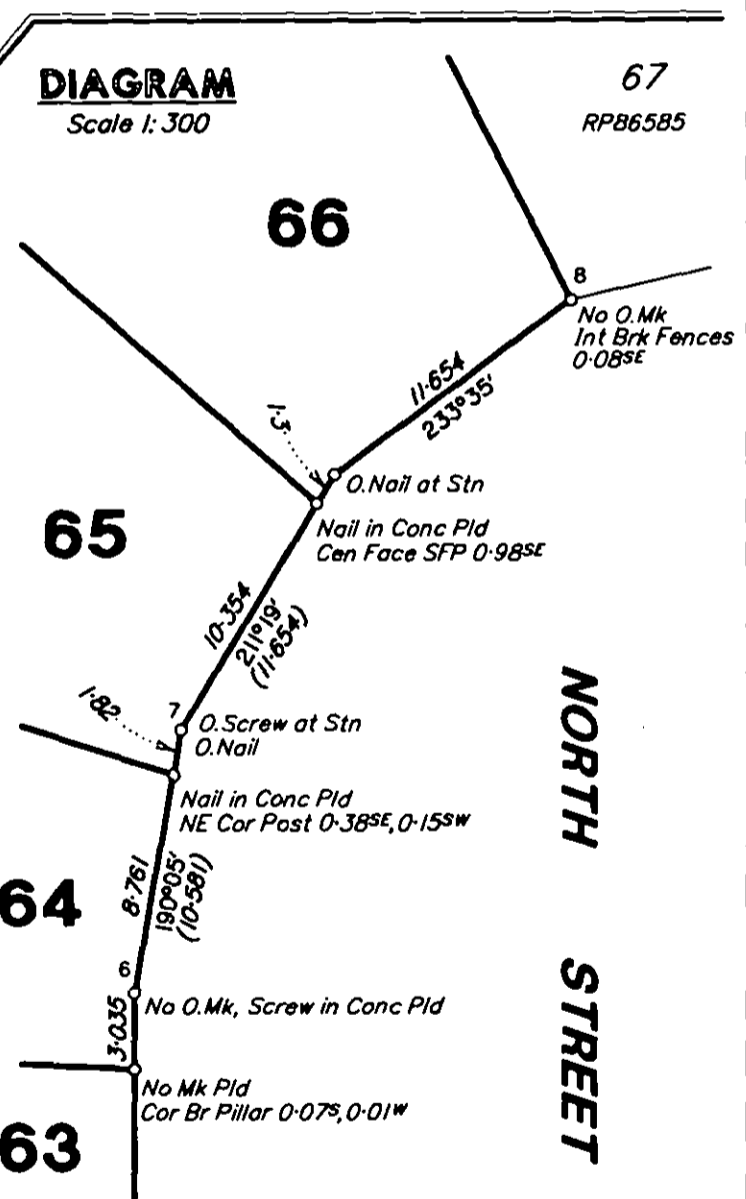 DIAGRAM
Scale 1:300
67
RP86585
66
8
No O.Mk
Int Brk Fences
0·08SE
11·654
233°35'
1·3
O.Nail at Stn
Nail in Conc Pld
Cen Face SFP 0·98SE
65
10·354
211°19'
(11·654)
1·82
7
O.Screw at Stn
O.Nail
Nail in Conc Pld
NE Cor Post 0·38SE, 0·15SW
64
8·761
190°05'
(10·581)
6
No O.Mk, Screw in Conc Pld
3·035
No Mk Pld
Cor Br Pillar 0·07S, 0·01W
63
NORTH STREET